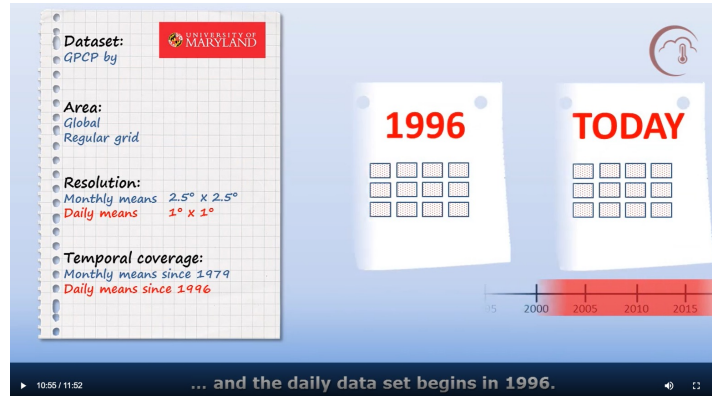 Dataset:
GPCP by
UNIVERSITY OF
MARYLAND
Area:
Global
Regular grid
Resolution:
Monthly means 2.5° x 2.5°
Daily means 1° x 1°
Temporal coverage:
Monthly means since 1979
Daily means since 1996
1996
TODAY
2000 2005 2010 2015
... and the daily data set begins in 1996.
10:55 / 11:52